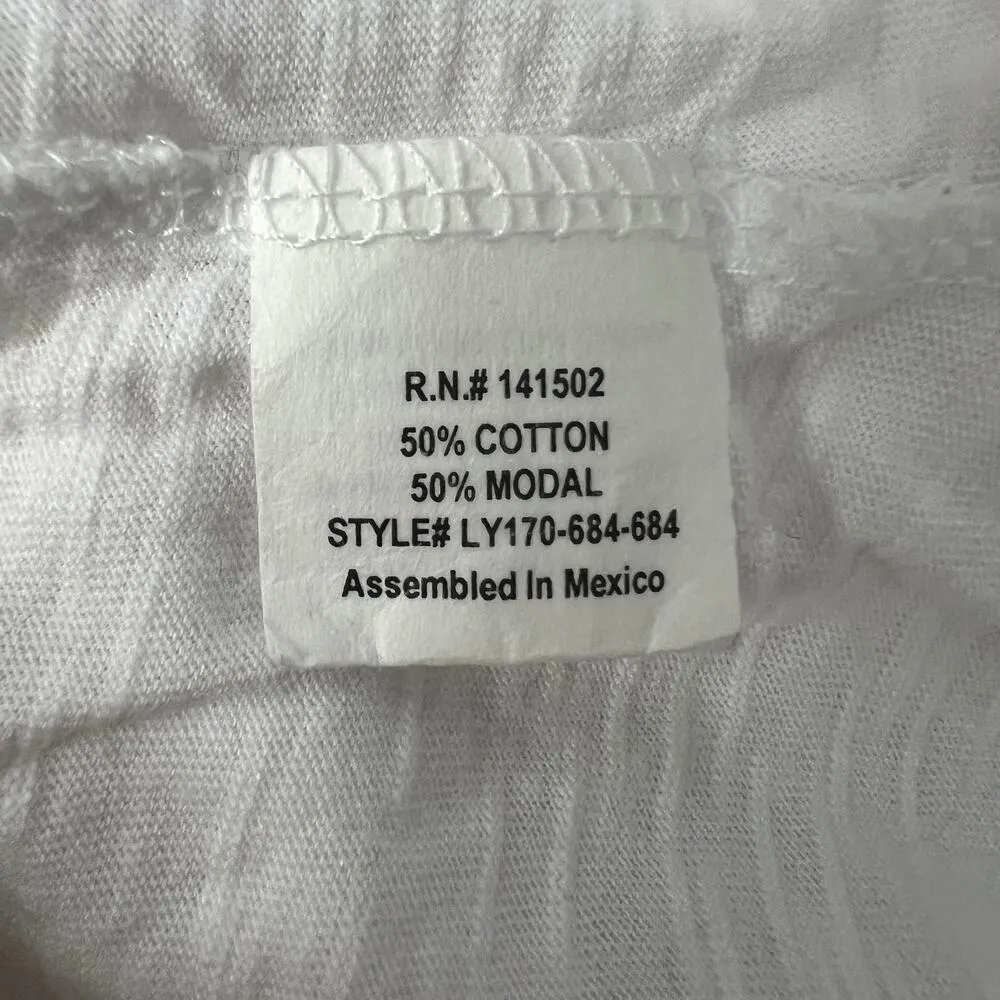 R.N.# 141502
50% COTTON
50% MODAL
STYLE# LY170-684-684
Assembled In Mexico